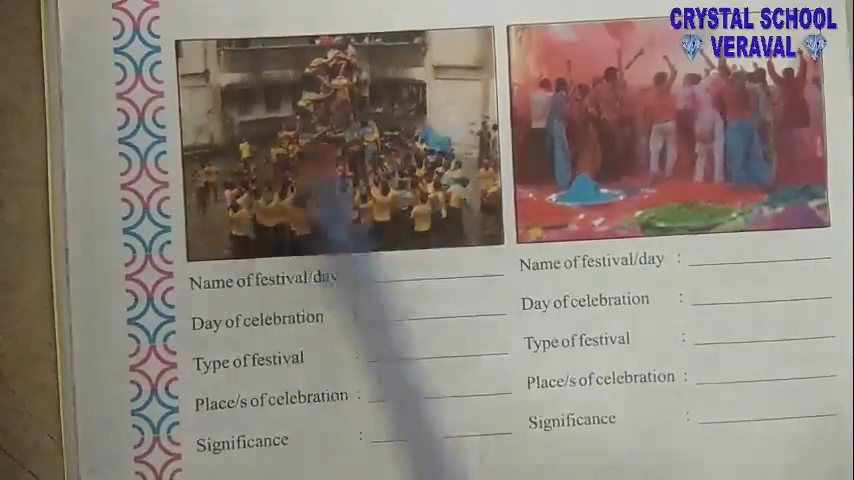 CRYSTAL SCHOOL
VERAVAL
Name of festival/day
Day of celebration
Type of festival :
Place/s of celebration :
Significance :
Name of festival/day :
Day of celebration :
Type of festival :
Place/s of celebration :
Significance :